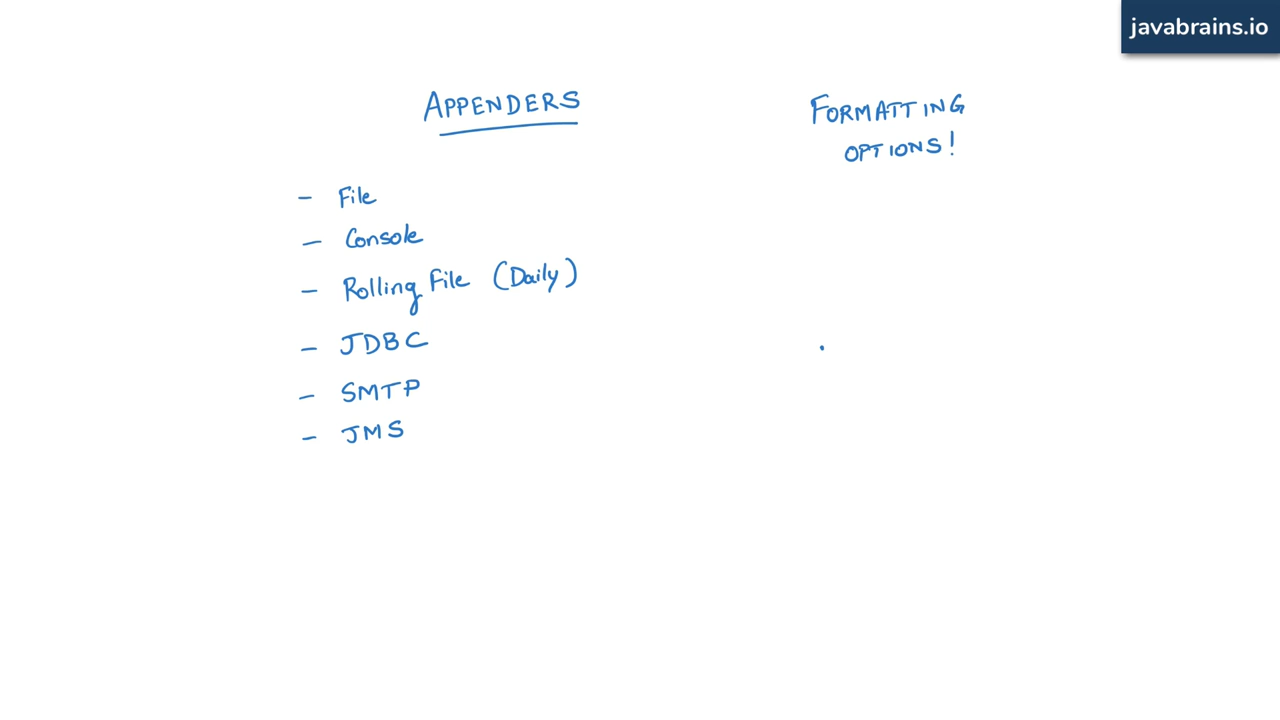 javabrains.io
APPENDERS
FORMATTING
OPTIONS!
- File
- Console
- Rolling File (Daily)
- JDBC
- SMTP
- JMS